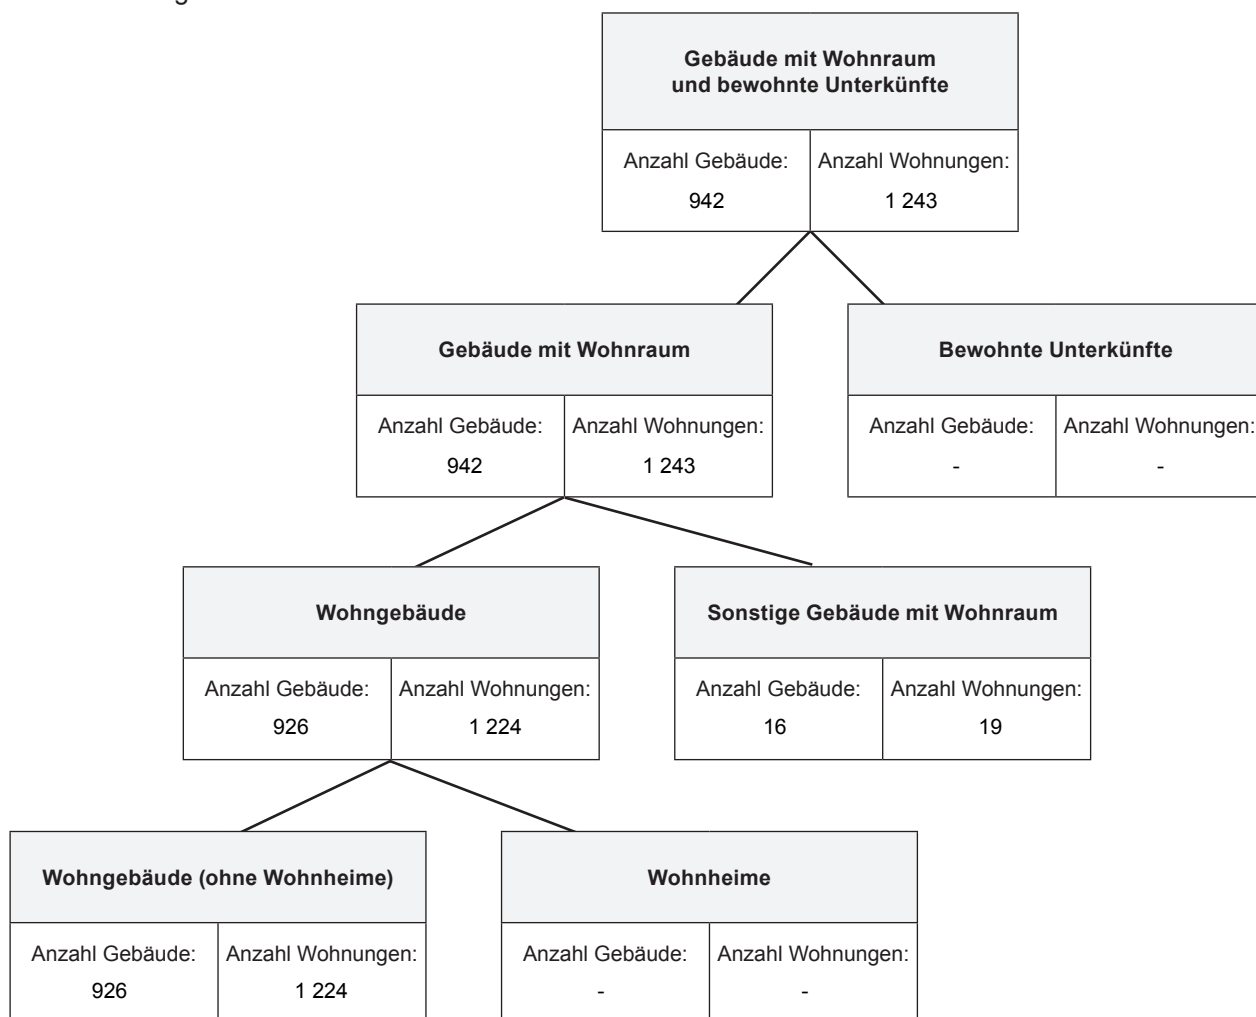 Gebäude mit Wohnraum
und bewohnte Unterkünfte
Anzahl Gebäude: Anzahl Wohnungen:
942 1 243
Gebäude mit Wohnraum
Anzahl Gebäude: Anzahl Wohnungen:
942 1 243
Bewohnte Unterkünfte
Anzahl Gebäude: Anzahl Wohnungen:
- -
Wohngebäude
Anzahl Gebäude: Anzahl Wohnungen:
926 1 224
Sonstige Gebäude mit Wohnraum
Anzahl Gebäude: Anzahl Wohnungen:
16 19
Wohngebäude (ohne Wohnheime)
Anzahl Gebäude: Anzahl Wohnungen:
926 1 224
Wohnheime
Anzahl Gebäude: Anzahl Wohnungen:
- -